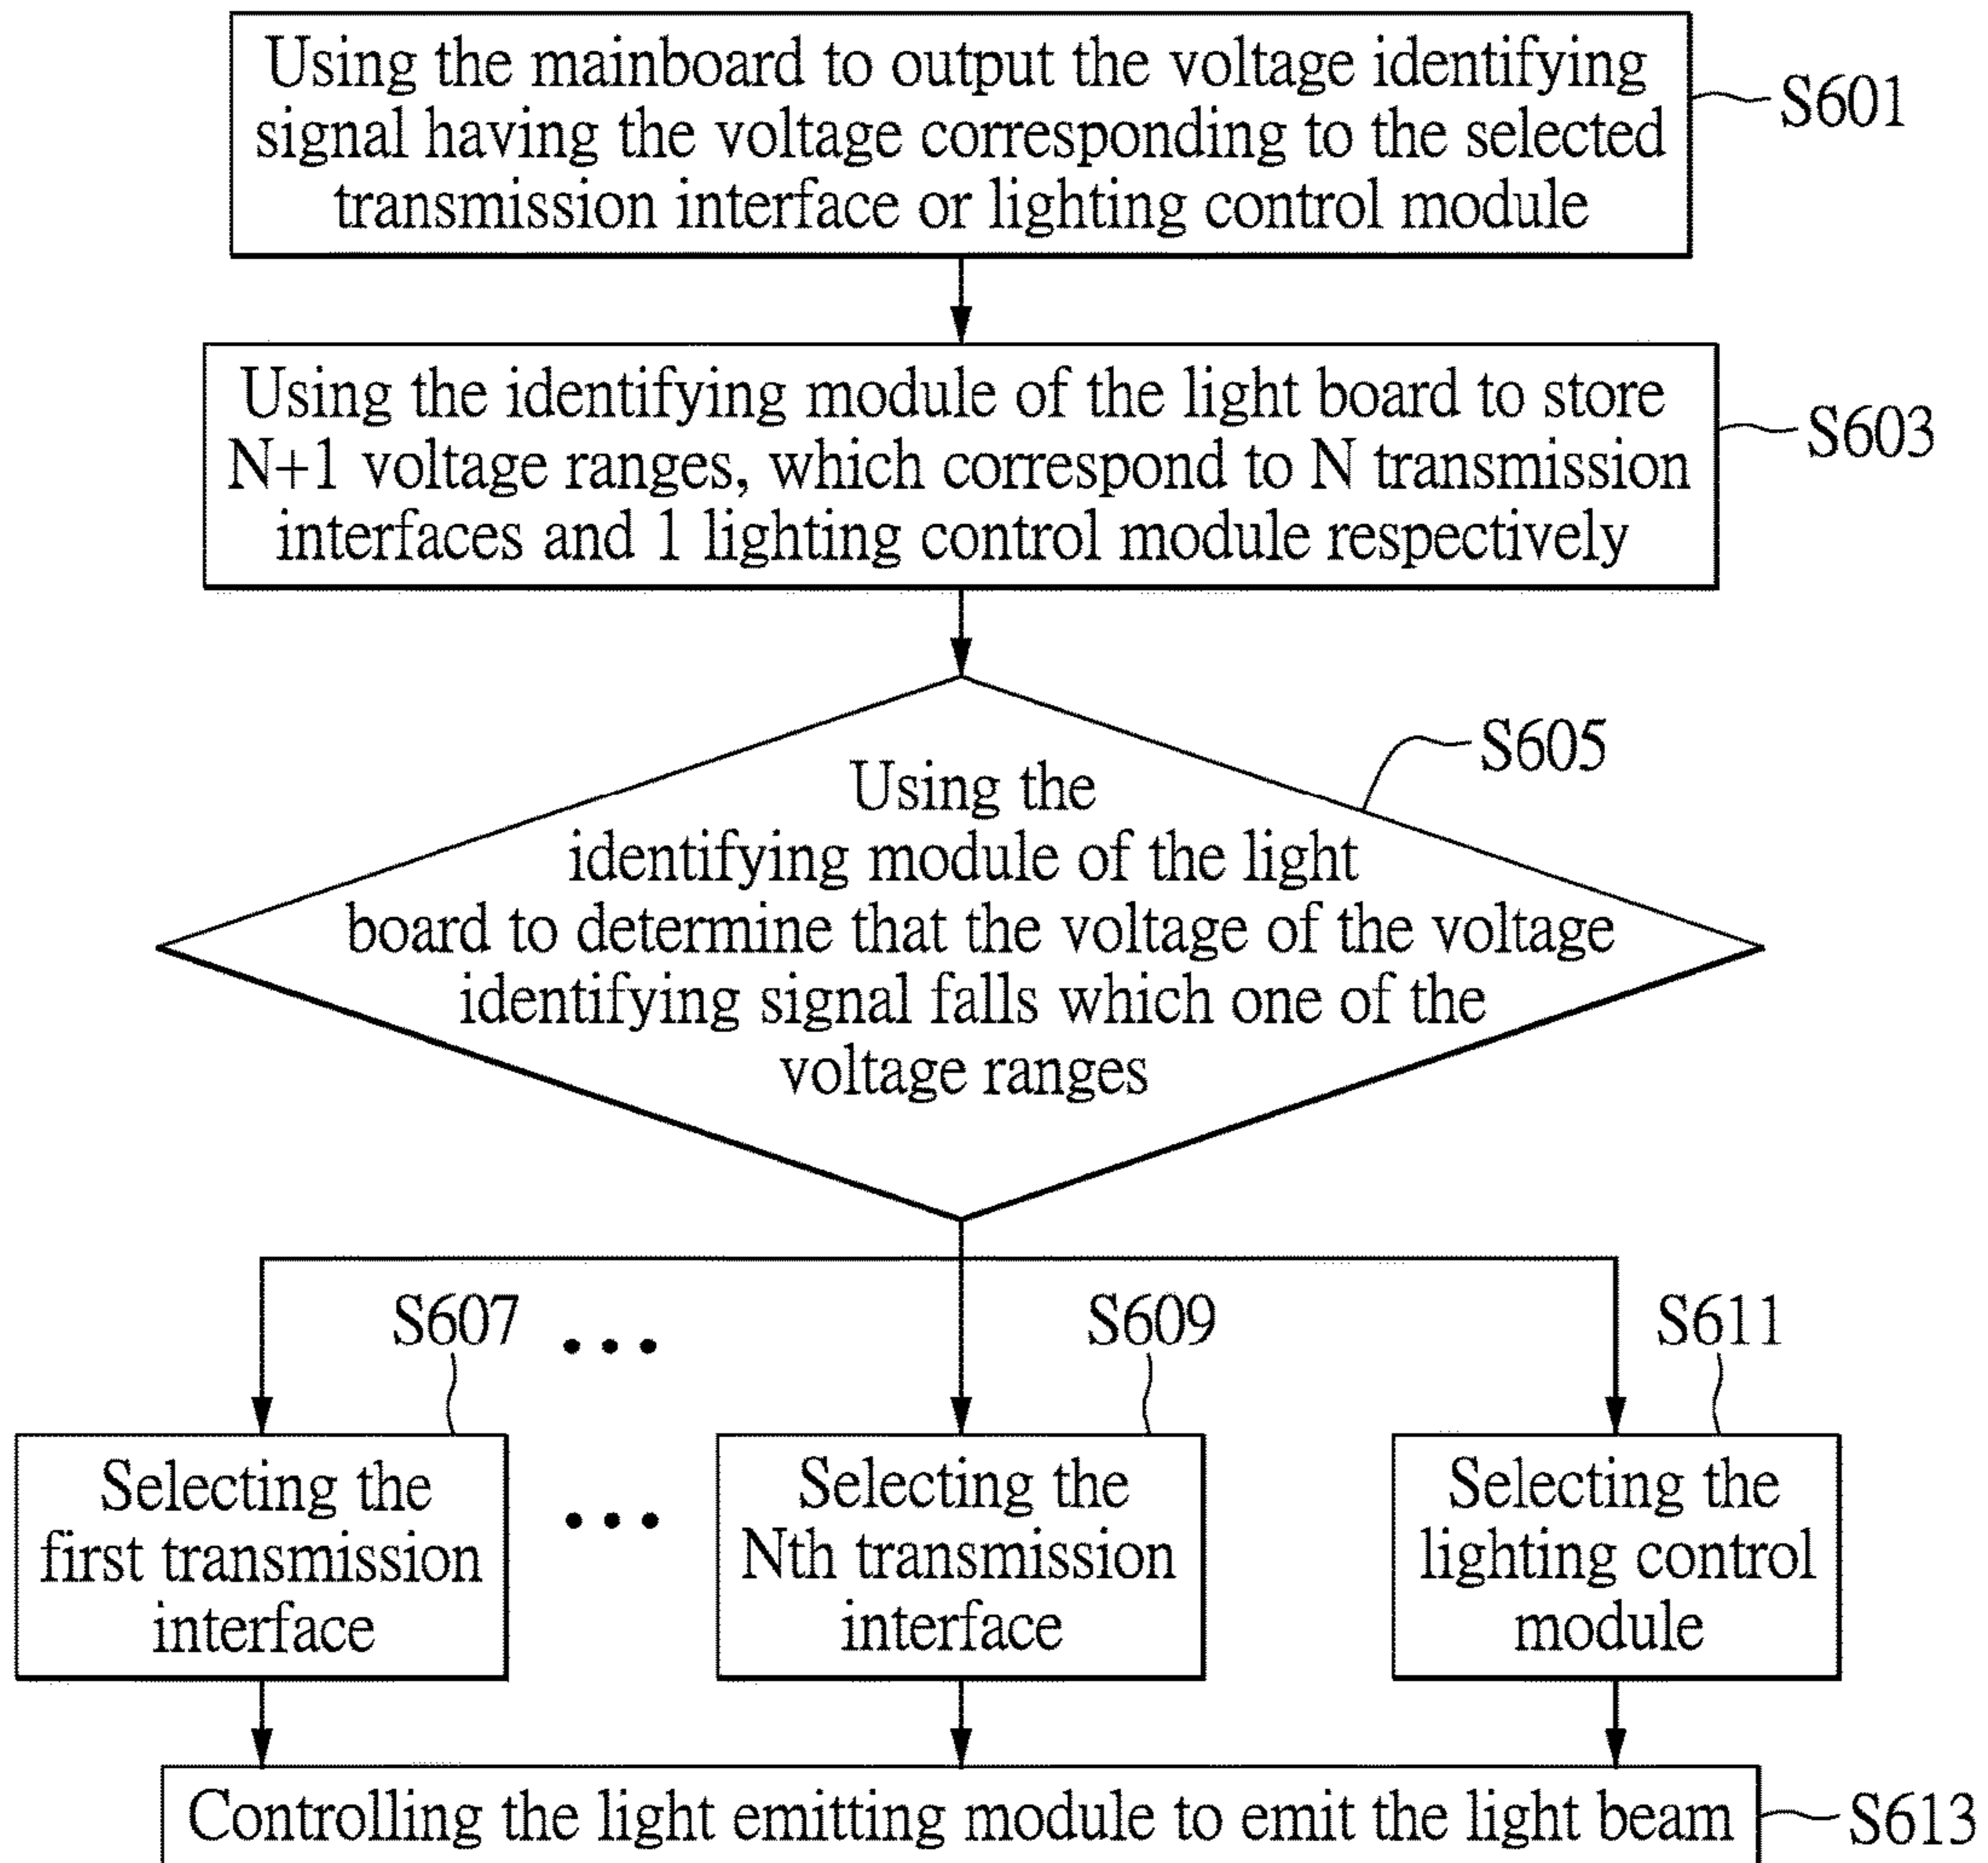 Using the mainboard to output the voltage identifying
signal having the voltage corresponding to the selected
transmission interface or lighting control module
S601
Using the identifying module of the light board to store
N+1 voltage ranges, which correspond to N transmission
interfaces and 1 lighting control module respectively
S603
S605
Using the
identifying module of the light
board to determine that the voltage of the voltage
identifying signal falls which one of the
voltage ranges
S607
...
S609
S611
Selecting the
first transmission
interface
...
Selecting the
Nth transmission
interface
Selecting the
lighting control
module
Controlling the light emitting module to emit the light beam
S613